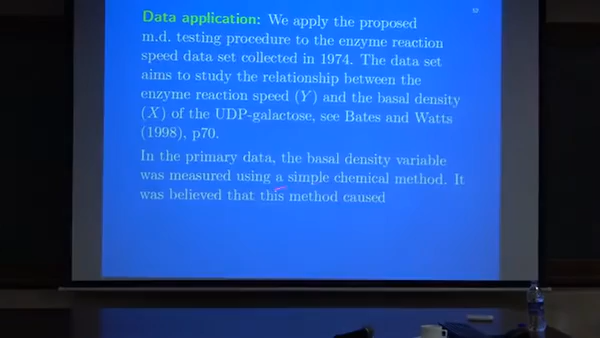 Data application: We apply the proposed
m.d. testing procedure to the enzyme reaction
speed data set collected in 1974. The data set
aims to study the relationship between the
enzyme reaction speed (Y) and the basal density
(X) of the UDP-galactose, see Bates and Watts
(1998), p70.
In the primary data, the basal density variable
was measured using a simple chemical method. It
was believed that this method caused